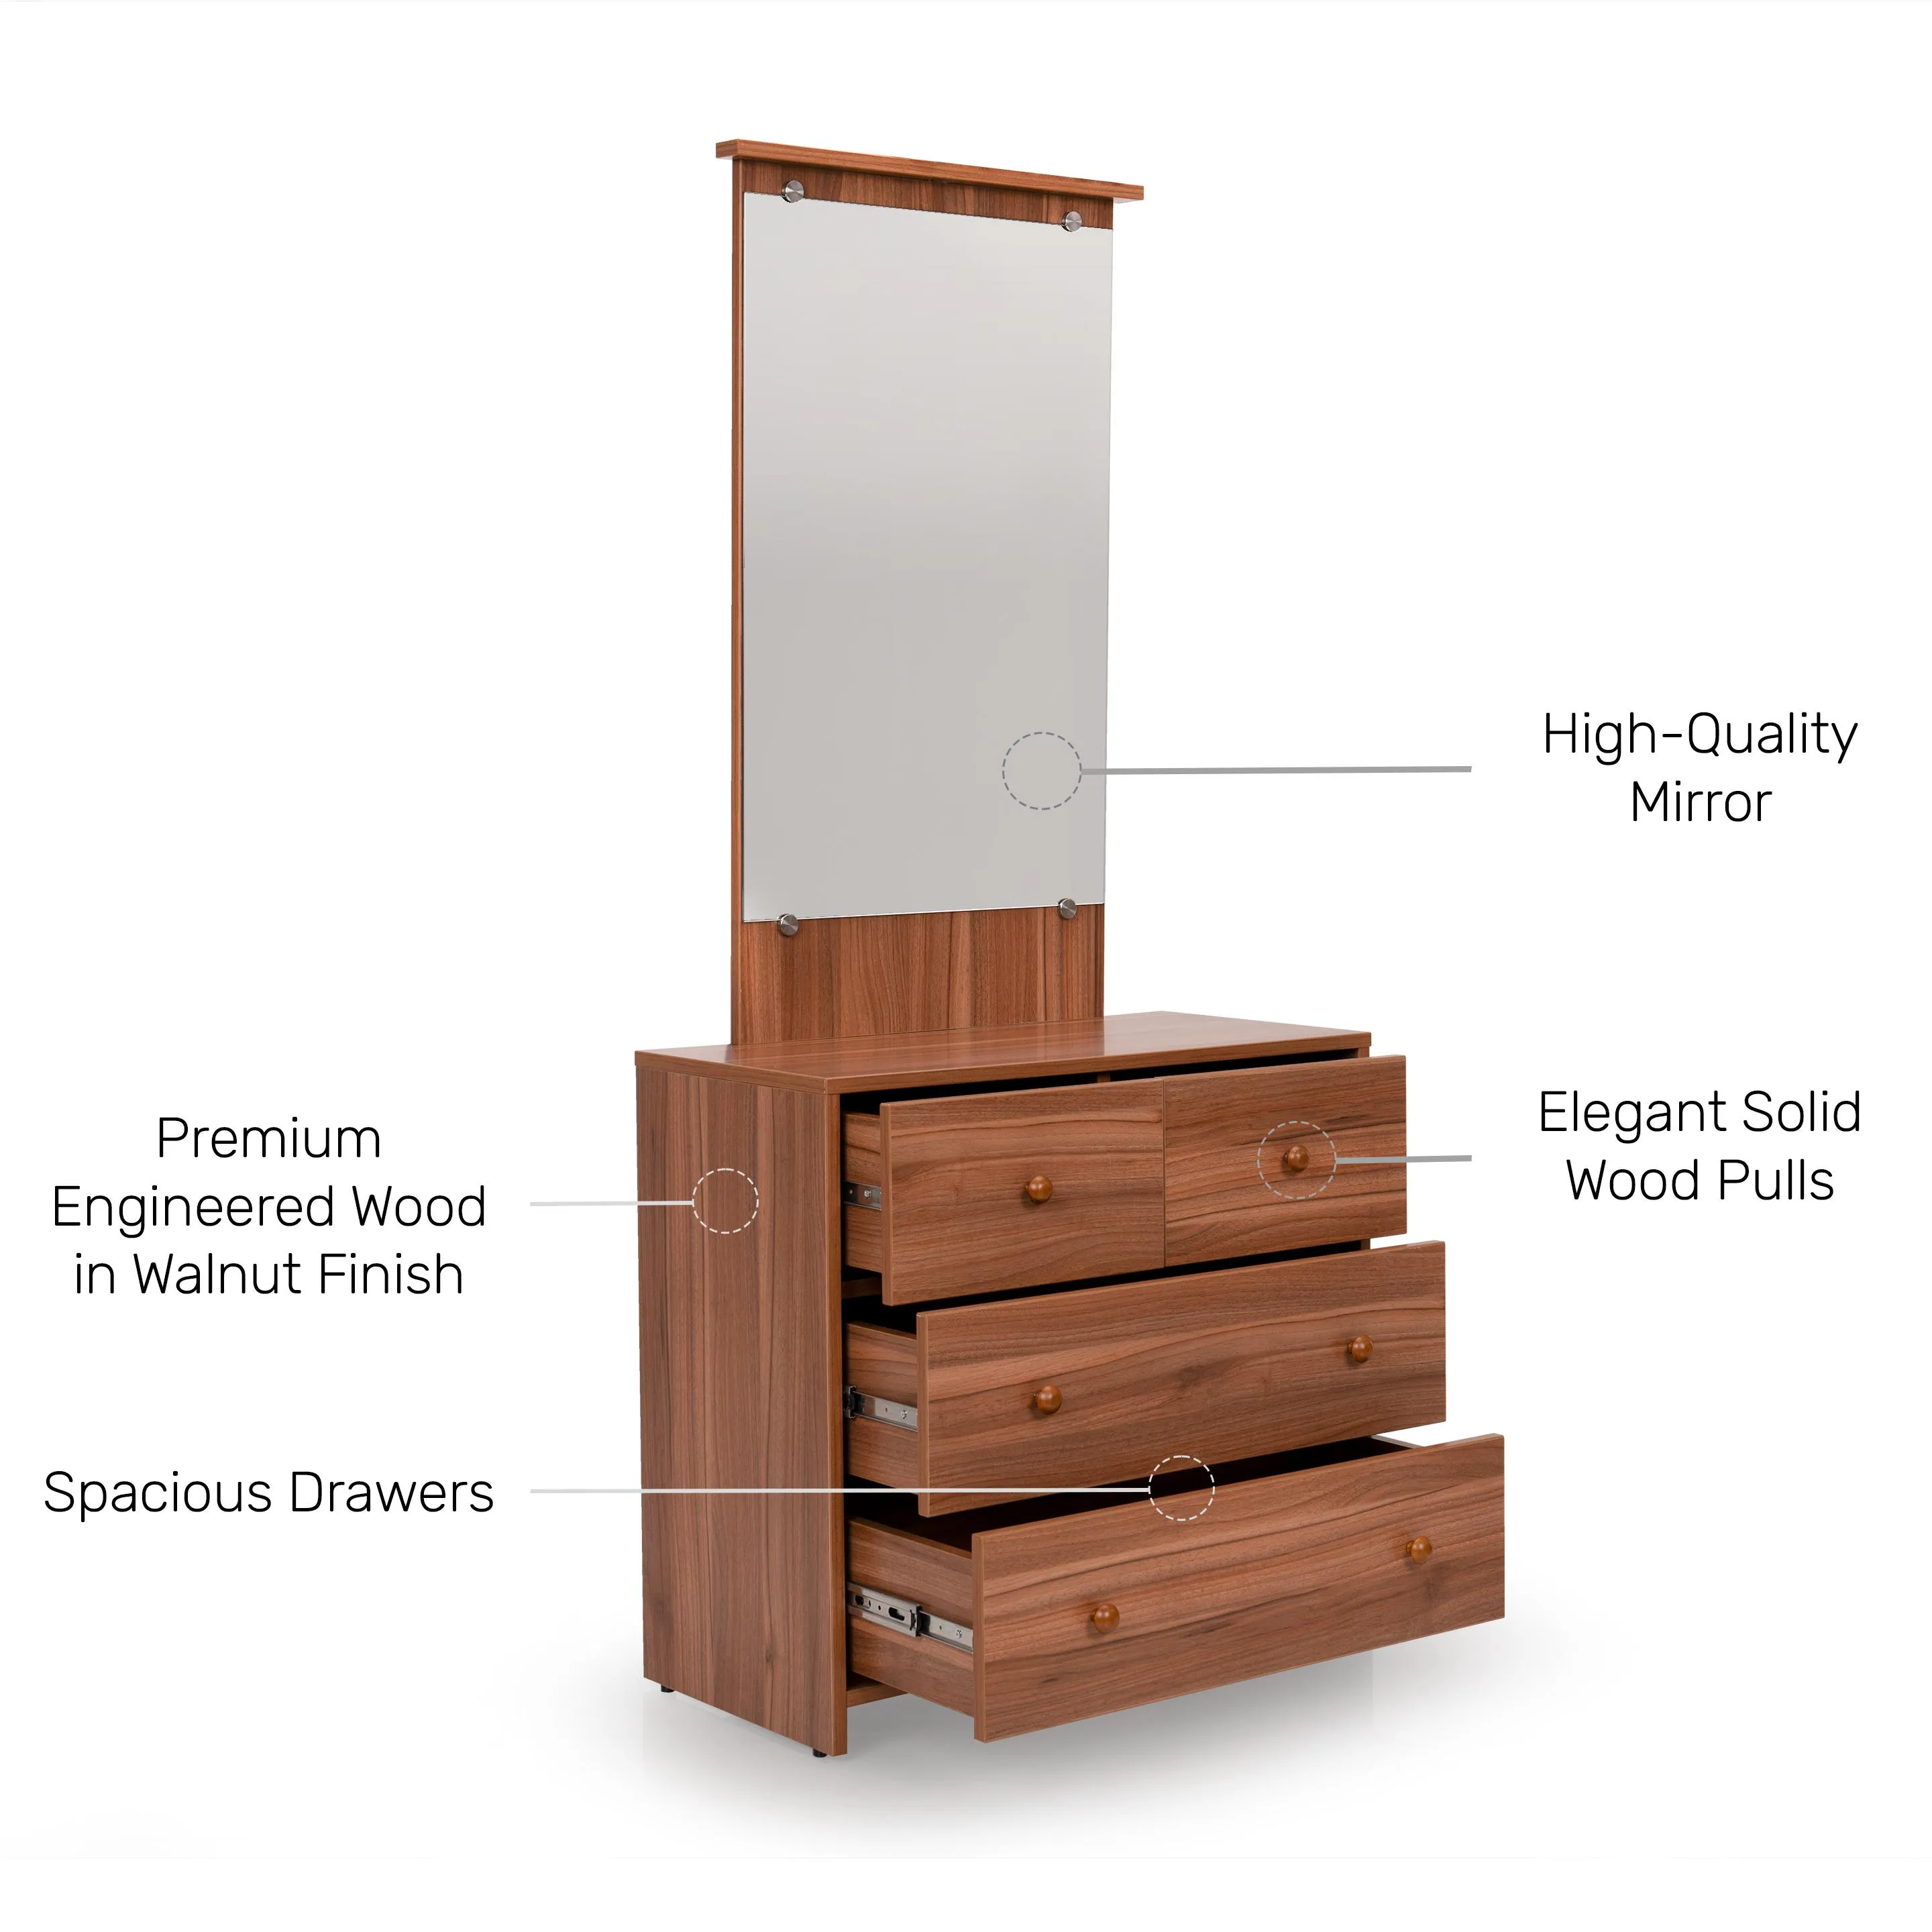 High-Quality
Mirror
Premium
Engineered Wood
in Walnut Finish
Elegant Solid
Wood Pulls
Spacious Drawers